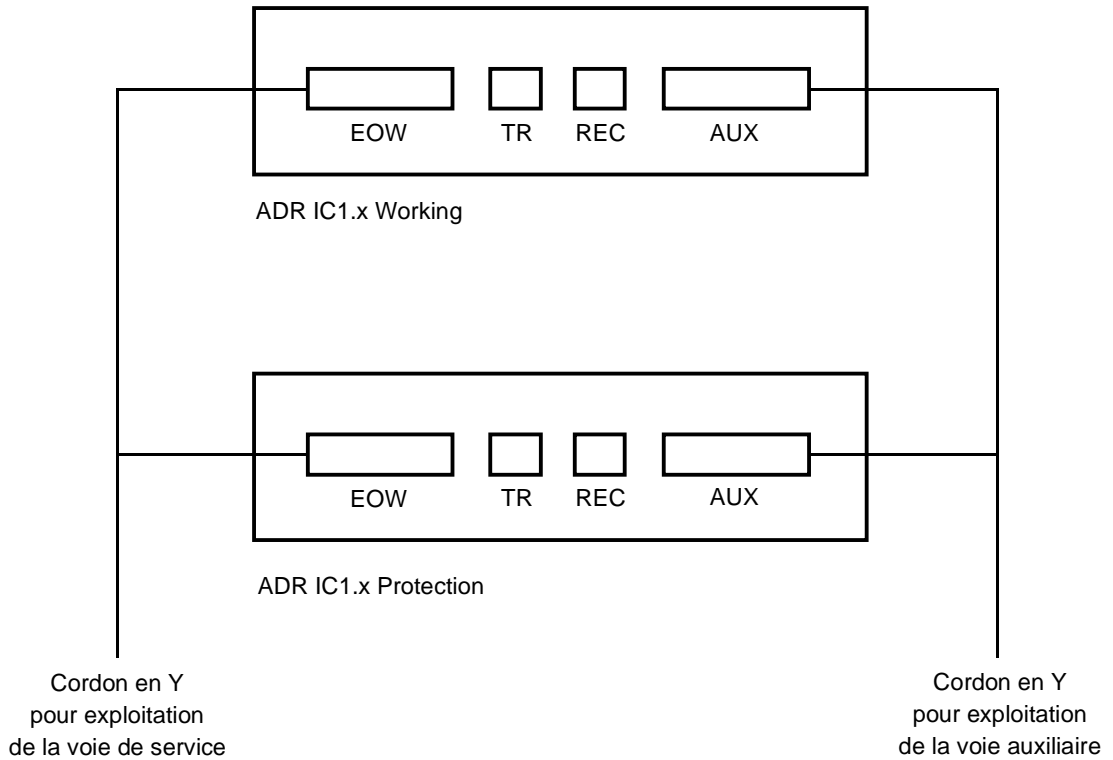 EOW TR REC AUX
ADR IC1.x Working
EOW TR REC AUX
ADR IC1.x Protection
Cordon en Y
pour exploitation
de la voie de service
Cordon en Y
pour exploitation
de la voie auxiliaire